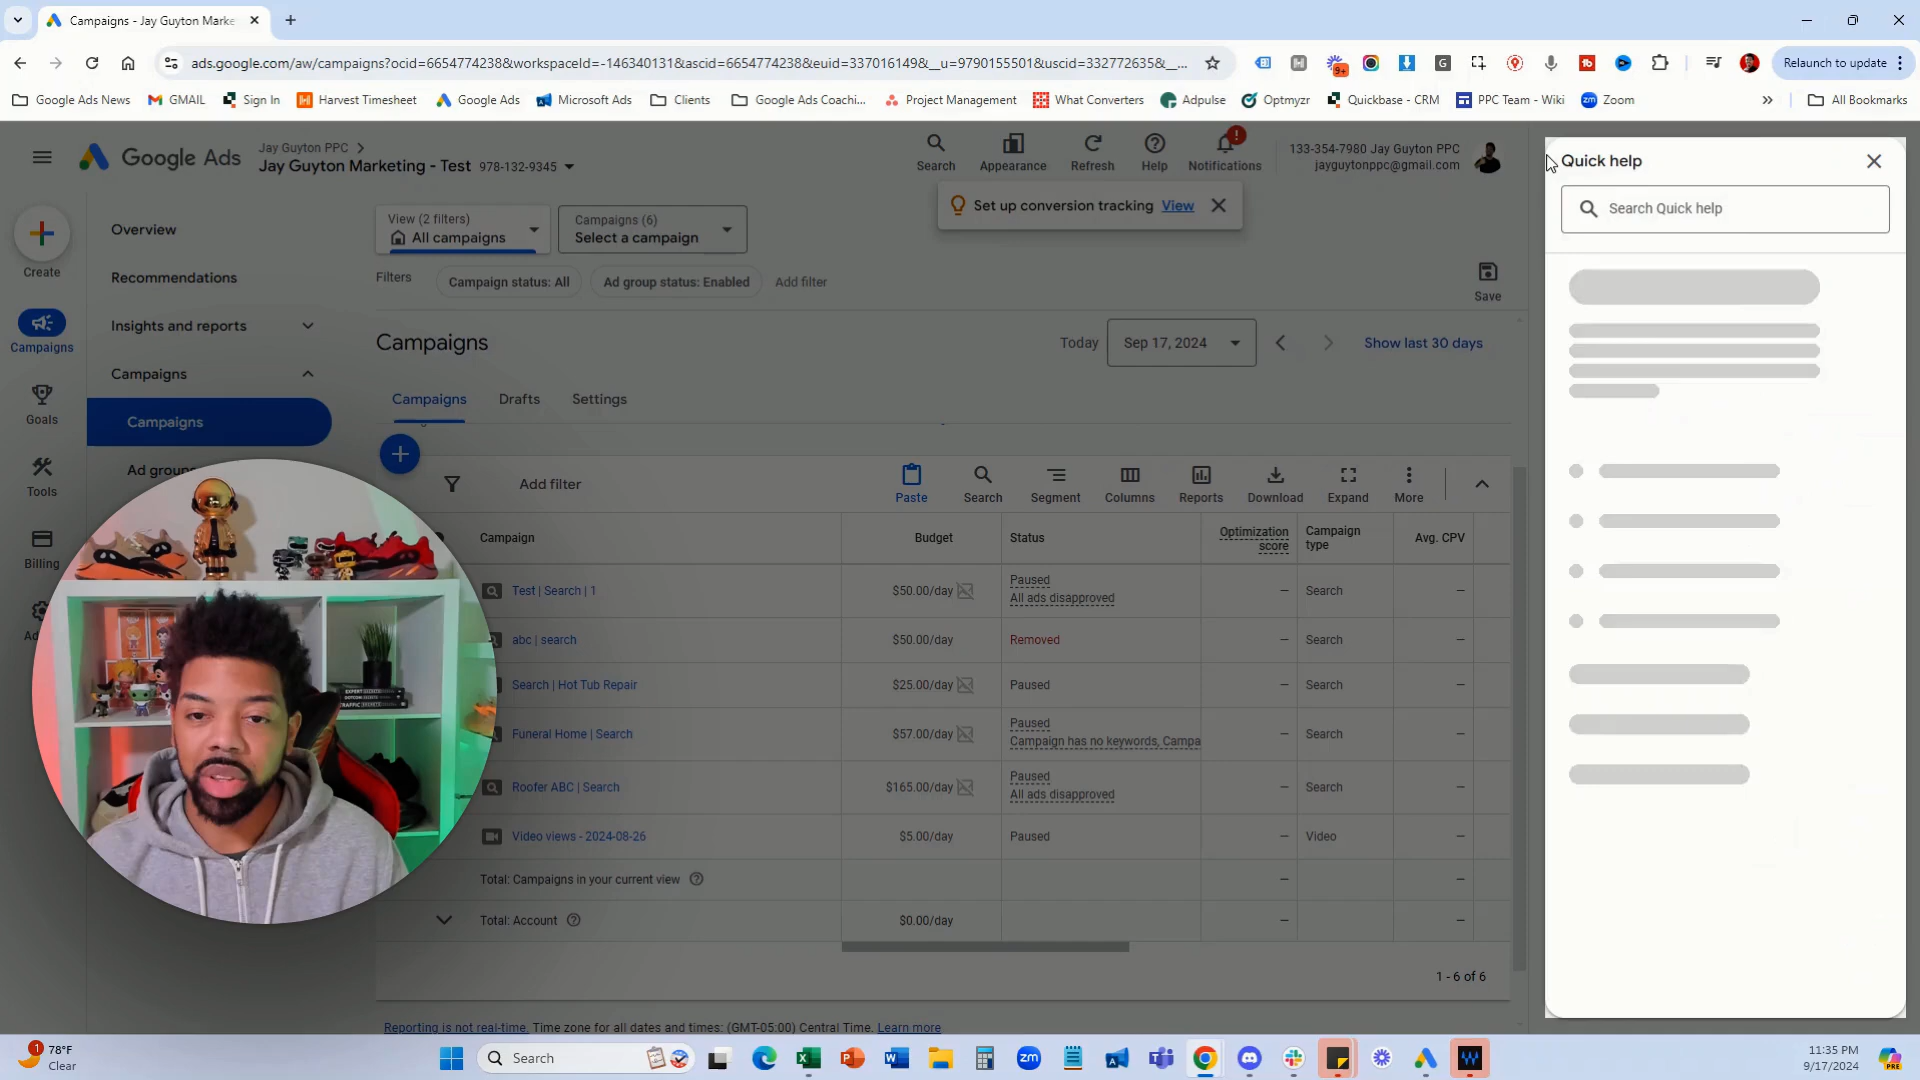 Campaigns - Jay Guyton Marke
ads.google.com/aw/campaigns?ocid=6654774238&workspaceId=-146340131&ascid=6654774238&euid=337016149&__u=9790155501&uscid=332772635&__...
9+
Relaunch to update
Google Ads News
GMAIL
Sign In
Harvest Timesheet
Google Ads
Microsoft Ads
Clients
Google Ads Coachi...
Project Management
What Converters
Adpulse
Optmyzr
Quickbase - CRM
PPC Team - Wiki
Zoom
All Bookmarks
Google Ads
Jay Guyton PPC
Jay Guyton Marketing - Test 978-132-9345
Search
Appearance
Refresh
Help
Notifications
133-354-7980 Jay Guyton PPC
jayguytonppc@gmail.com
Set up conversion tracking View
Quick help
Search Quick help
Create
Campaigns
Goals
Tools
Billing
Overview
Recommendations
Insights and reports
Campaigns
Campaigns
View (2 filters)
All campaigns
Campaigns (6)
Select a campaign
Filters
Campaign status: All
Ad group status: Enabled
Add filter
Save
Campaigns
Today
Sep 17, 2024
Show last 30 days
Campaigns
Drafts
Settings
Add filter
Paste
Search
Segment
Columns
Reports
Download
Expand
More
Campaign
Budget
Status
Optimization score
Campaign type
Avg. CPV
Test | Search | 1
$50.00/day
Paused
All ads disapproved
–
Search
–
abc | search
$50.00/day
Removed
–
Search
–
Search | Hot Tub Repair
$25.00/day
Paused
–
Search
–
Funeral Home | Search
$57.00/day
Paused
Campaign has no keywords, Campa
–
Search
–
Roofer ABC | Search
$165.00/day
Paused
All ads disapproved
–
Search
–
Video views - 2024-08-26
$5.00/day
Paused
–
Video
–
Total: Campaigns in your current view
–
–
Total: Account
$0.00/day
–
–
1 - 6 of 6
Reporting is not real-time. Time zone for all dates and times: (GMT-05:00) Central Time. Learn more
EXPERT SECRETS
DOTCOM SECRETS
TRAFFIC SECRETS
1
78°F
Clear
Search
11:35 PM
9/17/2024